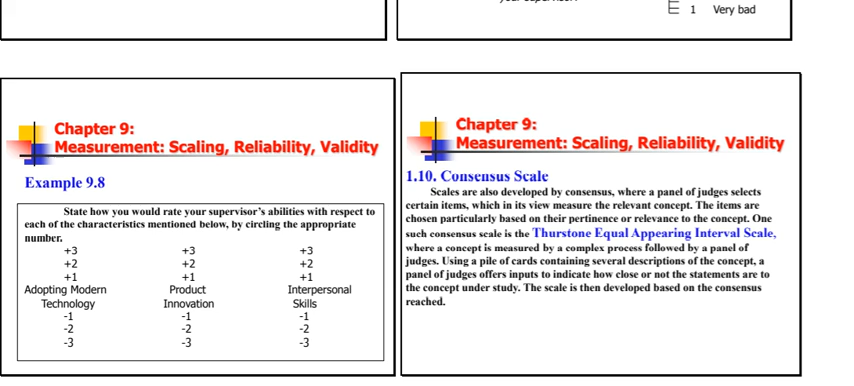 1 Very bad
Chapter 9:
Measurement: Scaling, Reliability, Validity
Example 9.8
State how you would rate your supervisor's abilities with respect to
each of the characteristics mentioned below, by circling the appropriate
number.
+3 +3 +3
+2 +2 +2
+1 +1 +1
Adopting Modern Product Interpersonal
Technology Innovation Skills
-1 -1 -1
-2 -2 -2
-3 -3 -3
Chapter 9:
Measurement: Scaling, Reliability, Validity
1.10. Consensus Scale
Scales are also developed by consensus, where a panel of judges selects
certain items, which in its view measure the relevant concept. The items are
chosen particularly based on their pertinence or relevance to the concept. One
such consensus scale is the Thurstone Equal Appearing Interval Scale,
where a concept is measured by a complex process followed by a panel of
judges. Using a pile of cards containing several descriptions of the concept, a
panel of judges offers inputs to indicate how close or not the statements are to
the concept under study. The scale is then developed based on the consensus
reached.